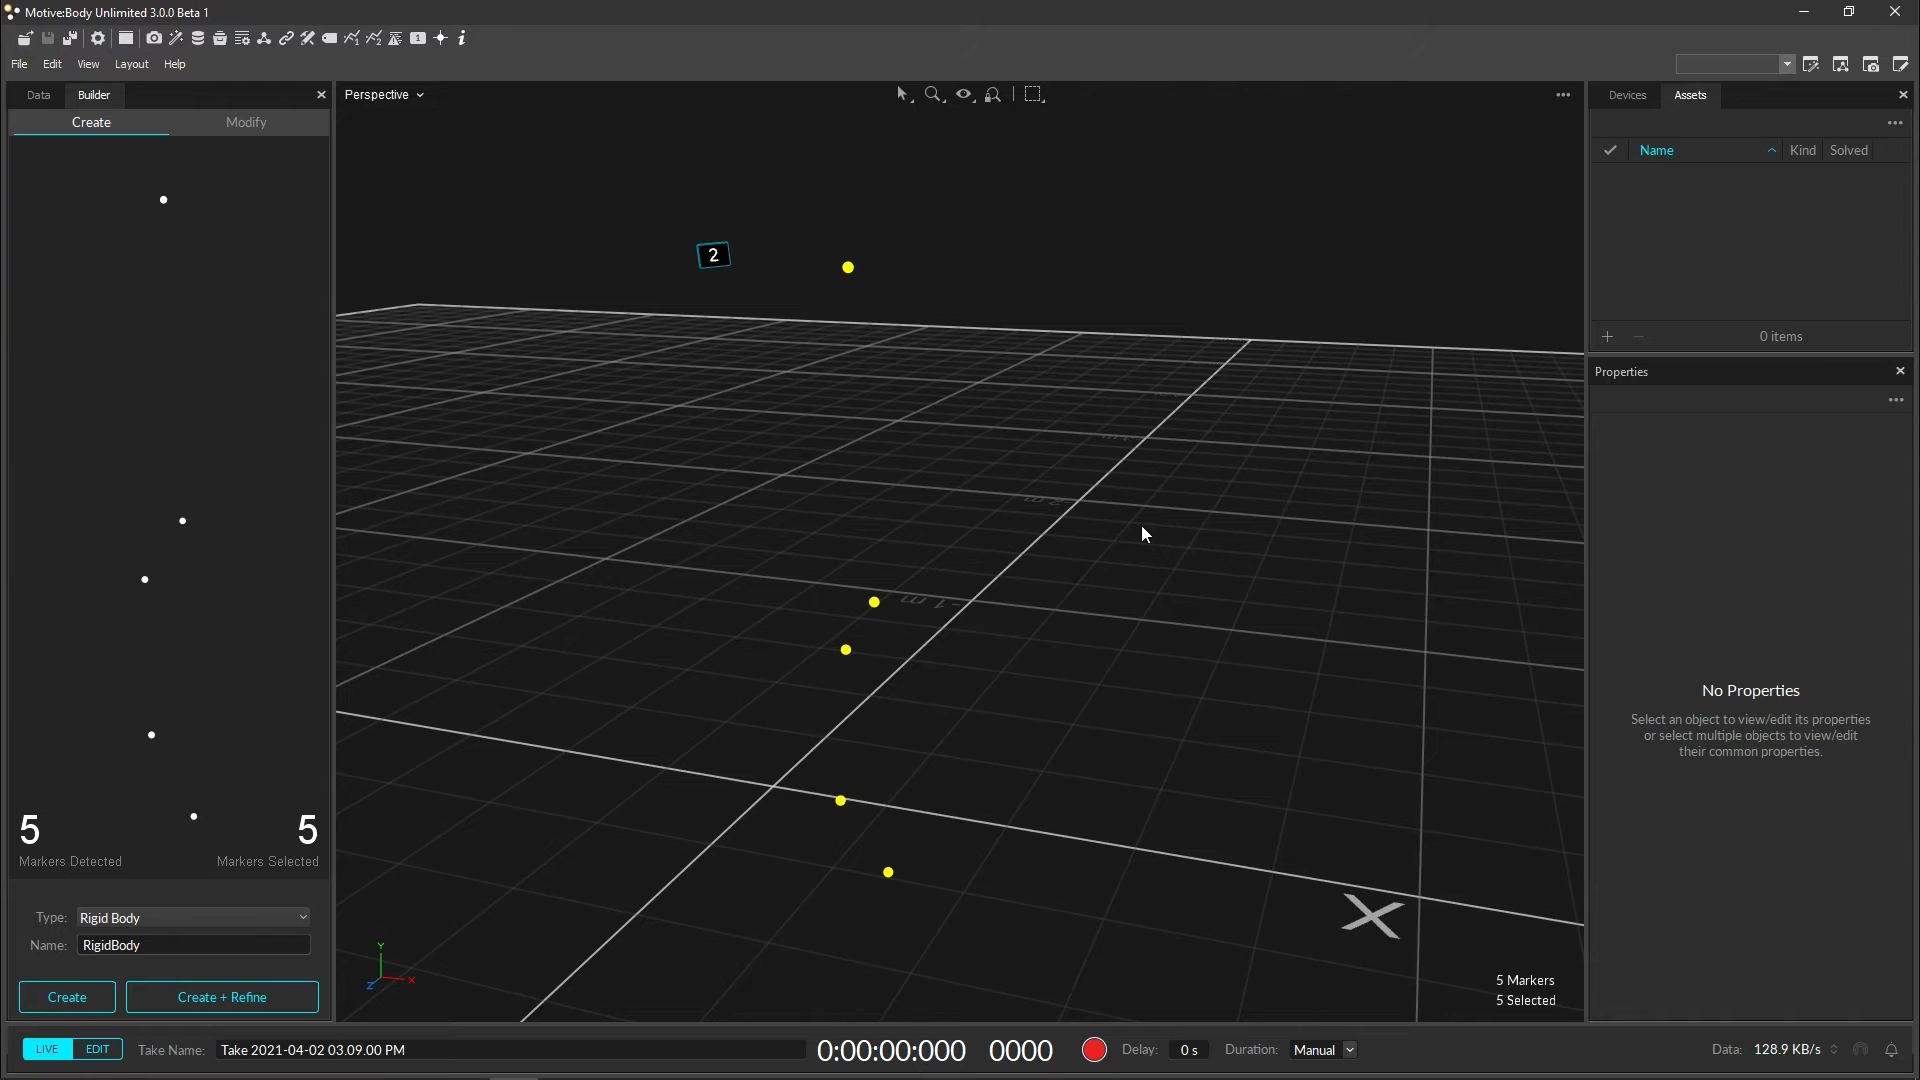 Motive:Body Unlimited 3.0.0 Beta 1
File Edit View Layout Help
Data Builder
Create Modify
5 5
Markers Detected Markers Selected
Type: Rigid Body
Name: RigidBody
Create Create + Refine
Perspective
2
-1 m
-2 m
X
Y
X
Z
5 Markers
5 Selected
Devices Assets
Name Kind Solved
0 items
Properties
No Properties
Select an object to view/edit its properties
or select multiple objects to view/edit
their common properties.
LIVE EDIT Take Name: Take 2021-04-02 03.09.00 PM 0:00:00:000 0000 Delay: 0 s Duration: Manual Data: 128.9 KB/s